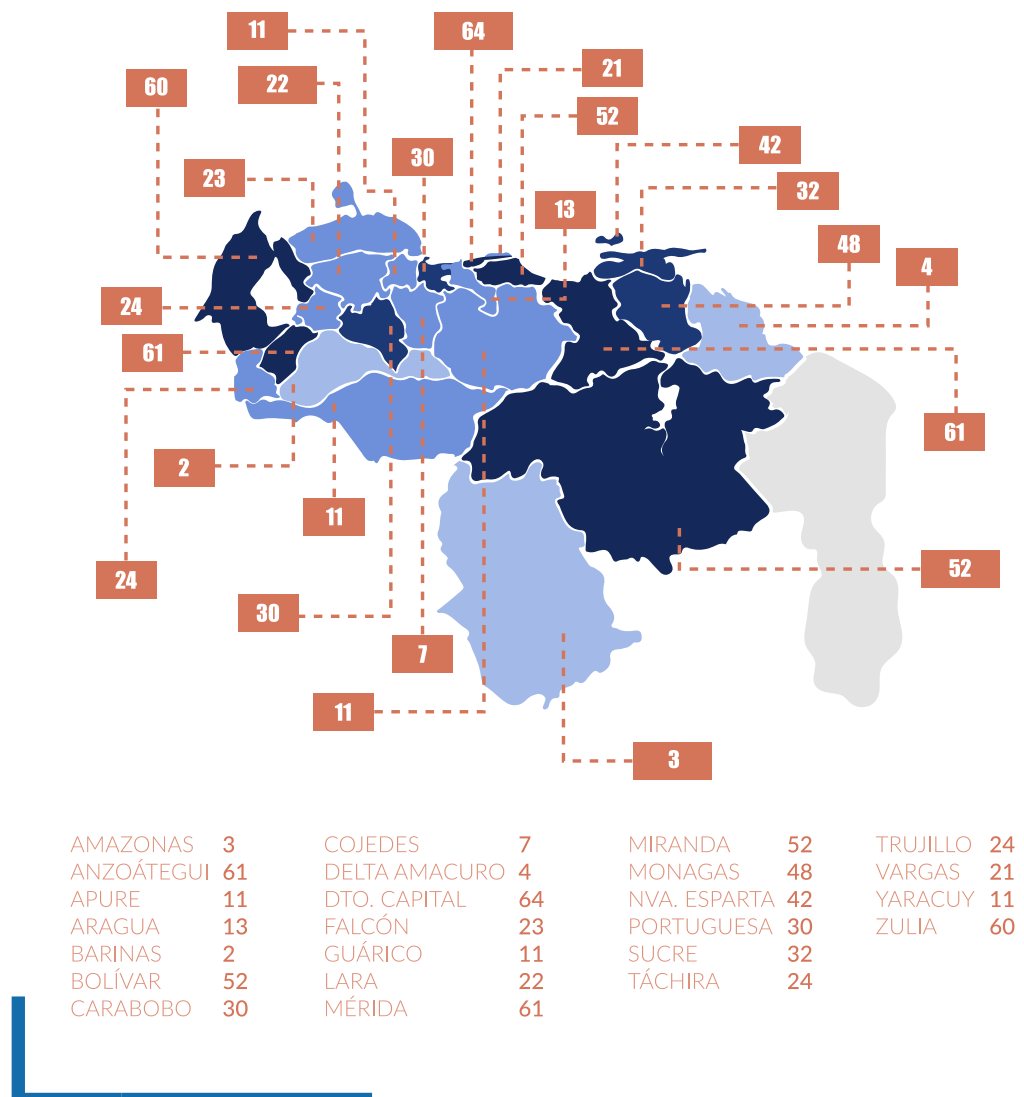 11
64
21
22
60
52
42
30
23
32
13
48
4
24
61
61
2
11
24
52
30
7
11
3
AMAZONAS 3
ANZOÁTEGUI 61
APURE 11
ARAGUA 13
BARINAS 2
BOLÍVAR 52
CARABOBO 30
COJEDES 7
DELTA AMACURO 4
DTO. CAPITAL 64
FALCÓN 23
GUÁRICO 11
LARA 22
MÉRIDA 61
MIRANDA 52
MONAGAS 48
NVA. ESPARTA 42
PORTUGUESA 30
SUCRE 32
TÁCHIRA 24
TRUJILLO 24
VARGAS 21
YARACUY 11
ZULIA 60